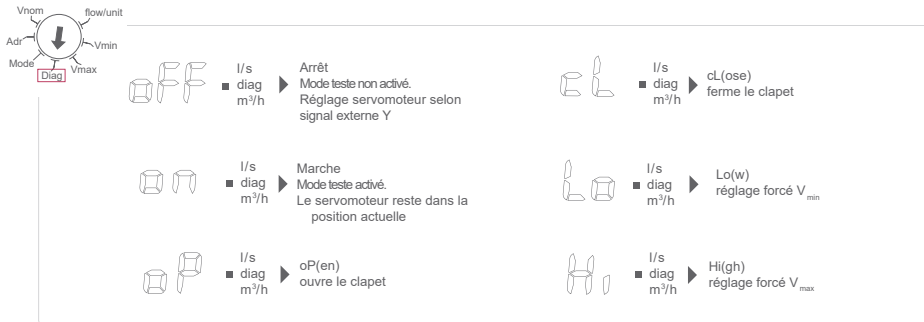 Vnom
flow/unit
Adr
Vmin
Mode
Vmax
Diag
oFF
l/s
diag
m³/h
Arrêt
Mode teste non activé.
Réglage servomoteur selon
signal externe Y
on
l/s
diag
m³/h
Marche
Mode teste activé.
Le servomoteur reste dans la
position actuelle
oP
l/s
diag
m³/h
oP(en)
ouvre le clapet
cL
l/s
diag
m³/h
cL(ose)
ferme le clapet
Lo
l/s
diag
m³/h
Lo(w)
réglage forcé V min
Hi
l/s
diag
m³/h
Hi(gh)
réglage forcé V max